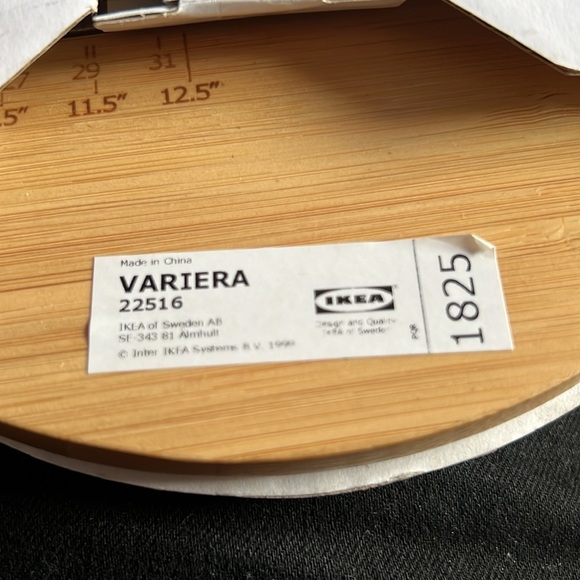 29
31
11.5″
12.5″
Made in China
VARIERA
22516
IKEA of Sweden AB
SE-343 81 Älmhult
© Inter IKEA Systems B.V. 1999
IKEA
Design and Quality
IKEA of Sweden
1825